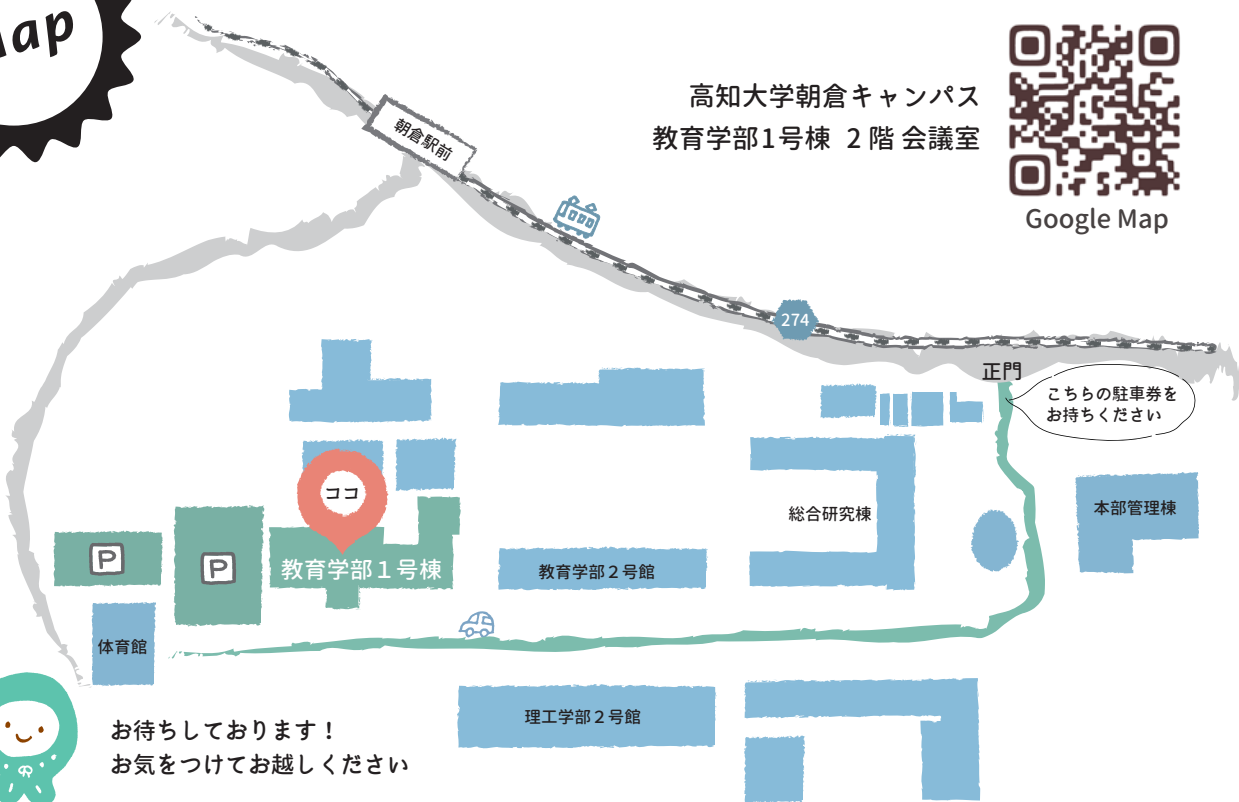 Map
高知大学朝倉キャンパス
教育学部1号棟 2階 会議室
Google Map
朝倉駅前
274
正門
こちらの駐車券を
お持ちください
ココ
総合研究棟
本部管理棟
P
P
教育学部１号棟
教育学部２号館
体育館
理工学部２号館
お待ちしております！
お気をつけてお越しください